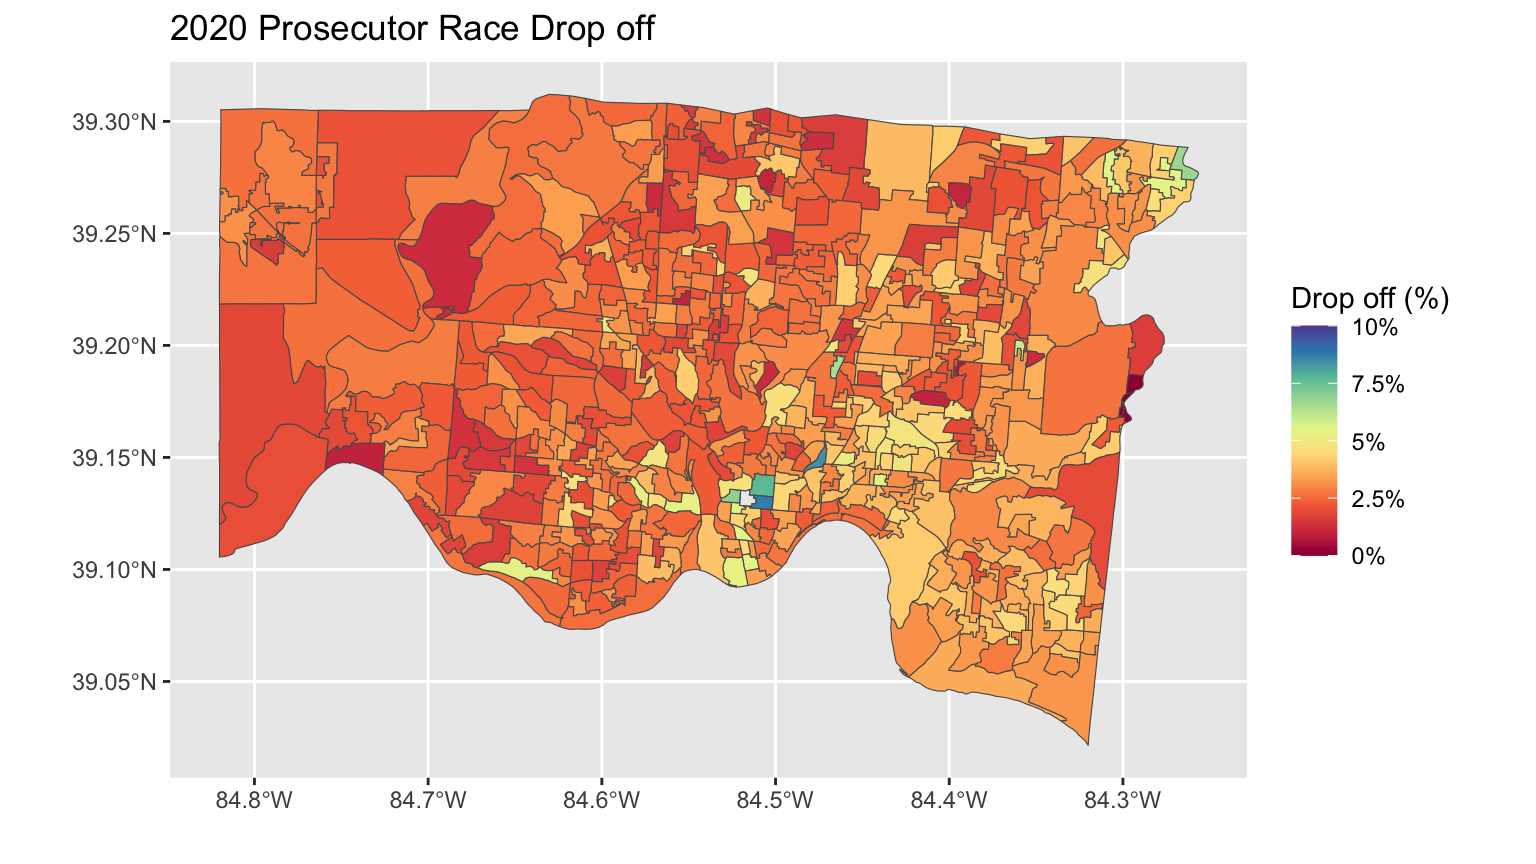 2020 Prosecutor Race Drop off
39.30°N
39.25°N
39.20°N
39.15°N
39.10°N
39.05°N
84.8°W
84.7°W
84.6°W
84.5°W
84.4°W
84.3°W
Drop off (%)
10%
7.5%
5%
2.5%
0%